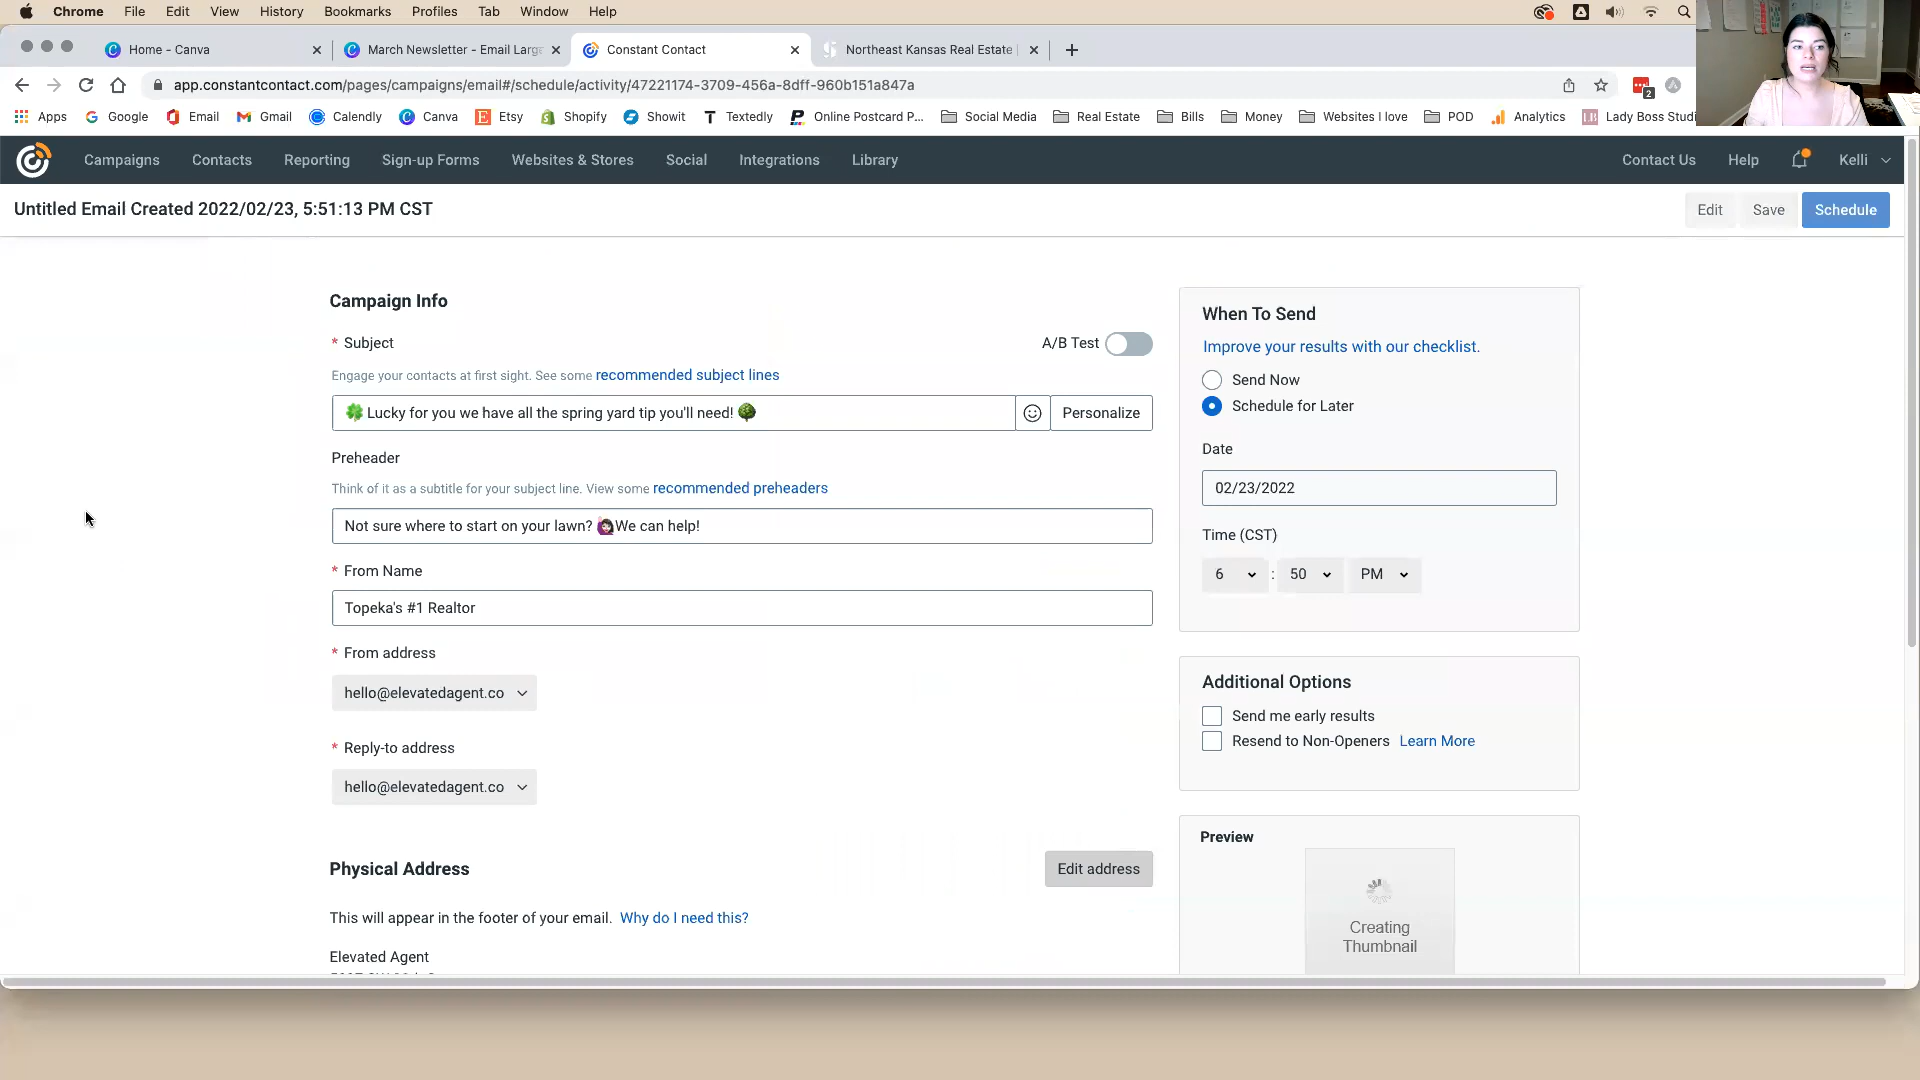 Chrome File Edit View History Bookmarks Profiles Tab Window Help
Home - Canva
March Newsletter - Email Large
Constant Contact
Northeast Kansas Real Estate
app.constantcontact.com/pages/campaigns/email#/schedule/activity/47221174-3709-456a-8dff-960b151a847a
2
Apps Google Email Gmail Calendly Canva Etsy Shopify Showit Textedly Online Postcard P... Social Media Real Estate Bills Money Websites I love POD Analytics Lady Boss Studi
Campaigns Contacts Reporting Sign-up Forms Websites & Stores Social Integrations Library Contact Us Help Kelli
Untitled Email Created 2022/02/23, 5:51:13 PM CST
Edit Save Schedule
Campaign Info
* Subject
A/B Test
Engage your contacts at first sight. See some recommended subject lines
🍀 Lucky for you we have all the spring yard tip you'll need! 🌳
Personalize
Preheader
Think of it as a subtitle for your subject line. View some recommended preheaders
Not sure where to start on your lawn? 🙋🏻‍♀️We can help!
* From Name
Topeka's #1 Realtor
* From address
hello@elevatedagent.co
* Reply-to address
hello@elevatedagent.co
Physical Address
Edit address
This will appear in the footer of your email. Why do I need this?
Elevated Agent
When To Send
Improve your results with our checklist.
Send Now
Schedule for Later
Date
02/23/2022
Time (CST)
6 : 50 PM
Additional Options
Send me early results
Resend to Non-Openers Learn More
Preview
Creating
Thumbnail